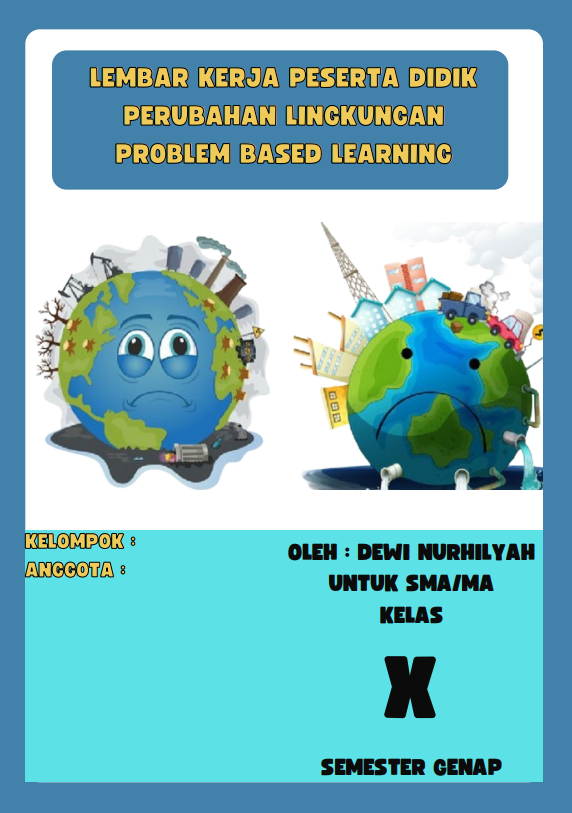 LEMBAR KERJA PESERTA DIDIK
PERUBAHAN LINGKUNGAN
PROBLEM BASED LEARNING
KELOMPOK :
ANGGOTA :
OLEH : DEWI NURHILYAH
UNTUK SMA/MA
KELAS
X
SEMESTER GENAP